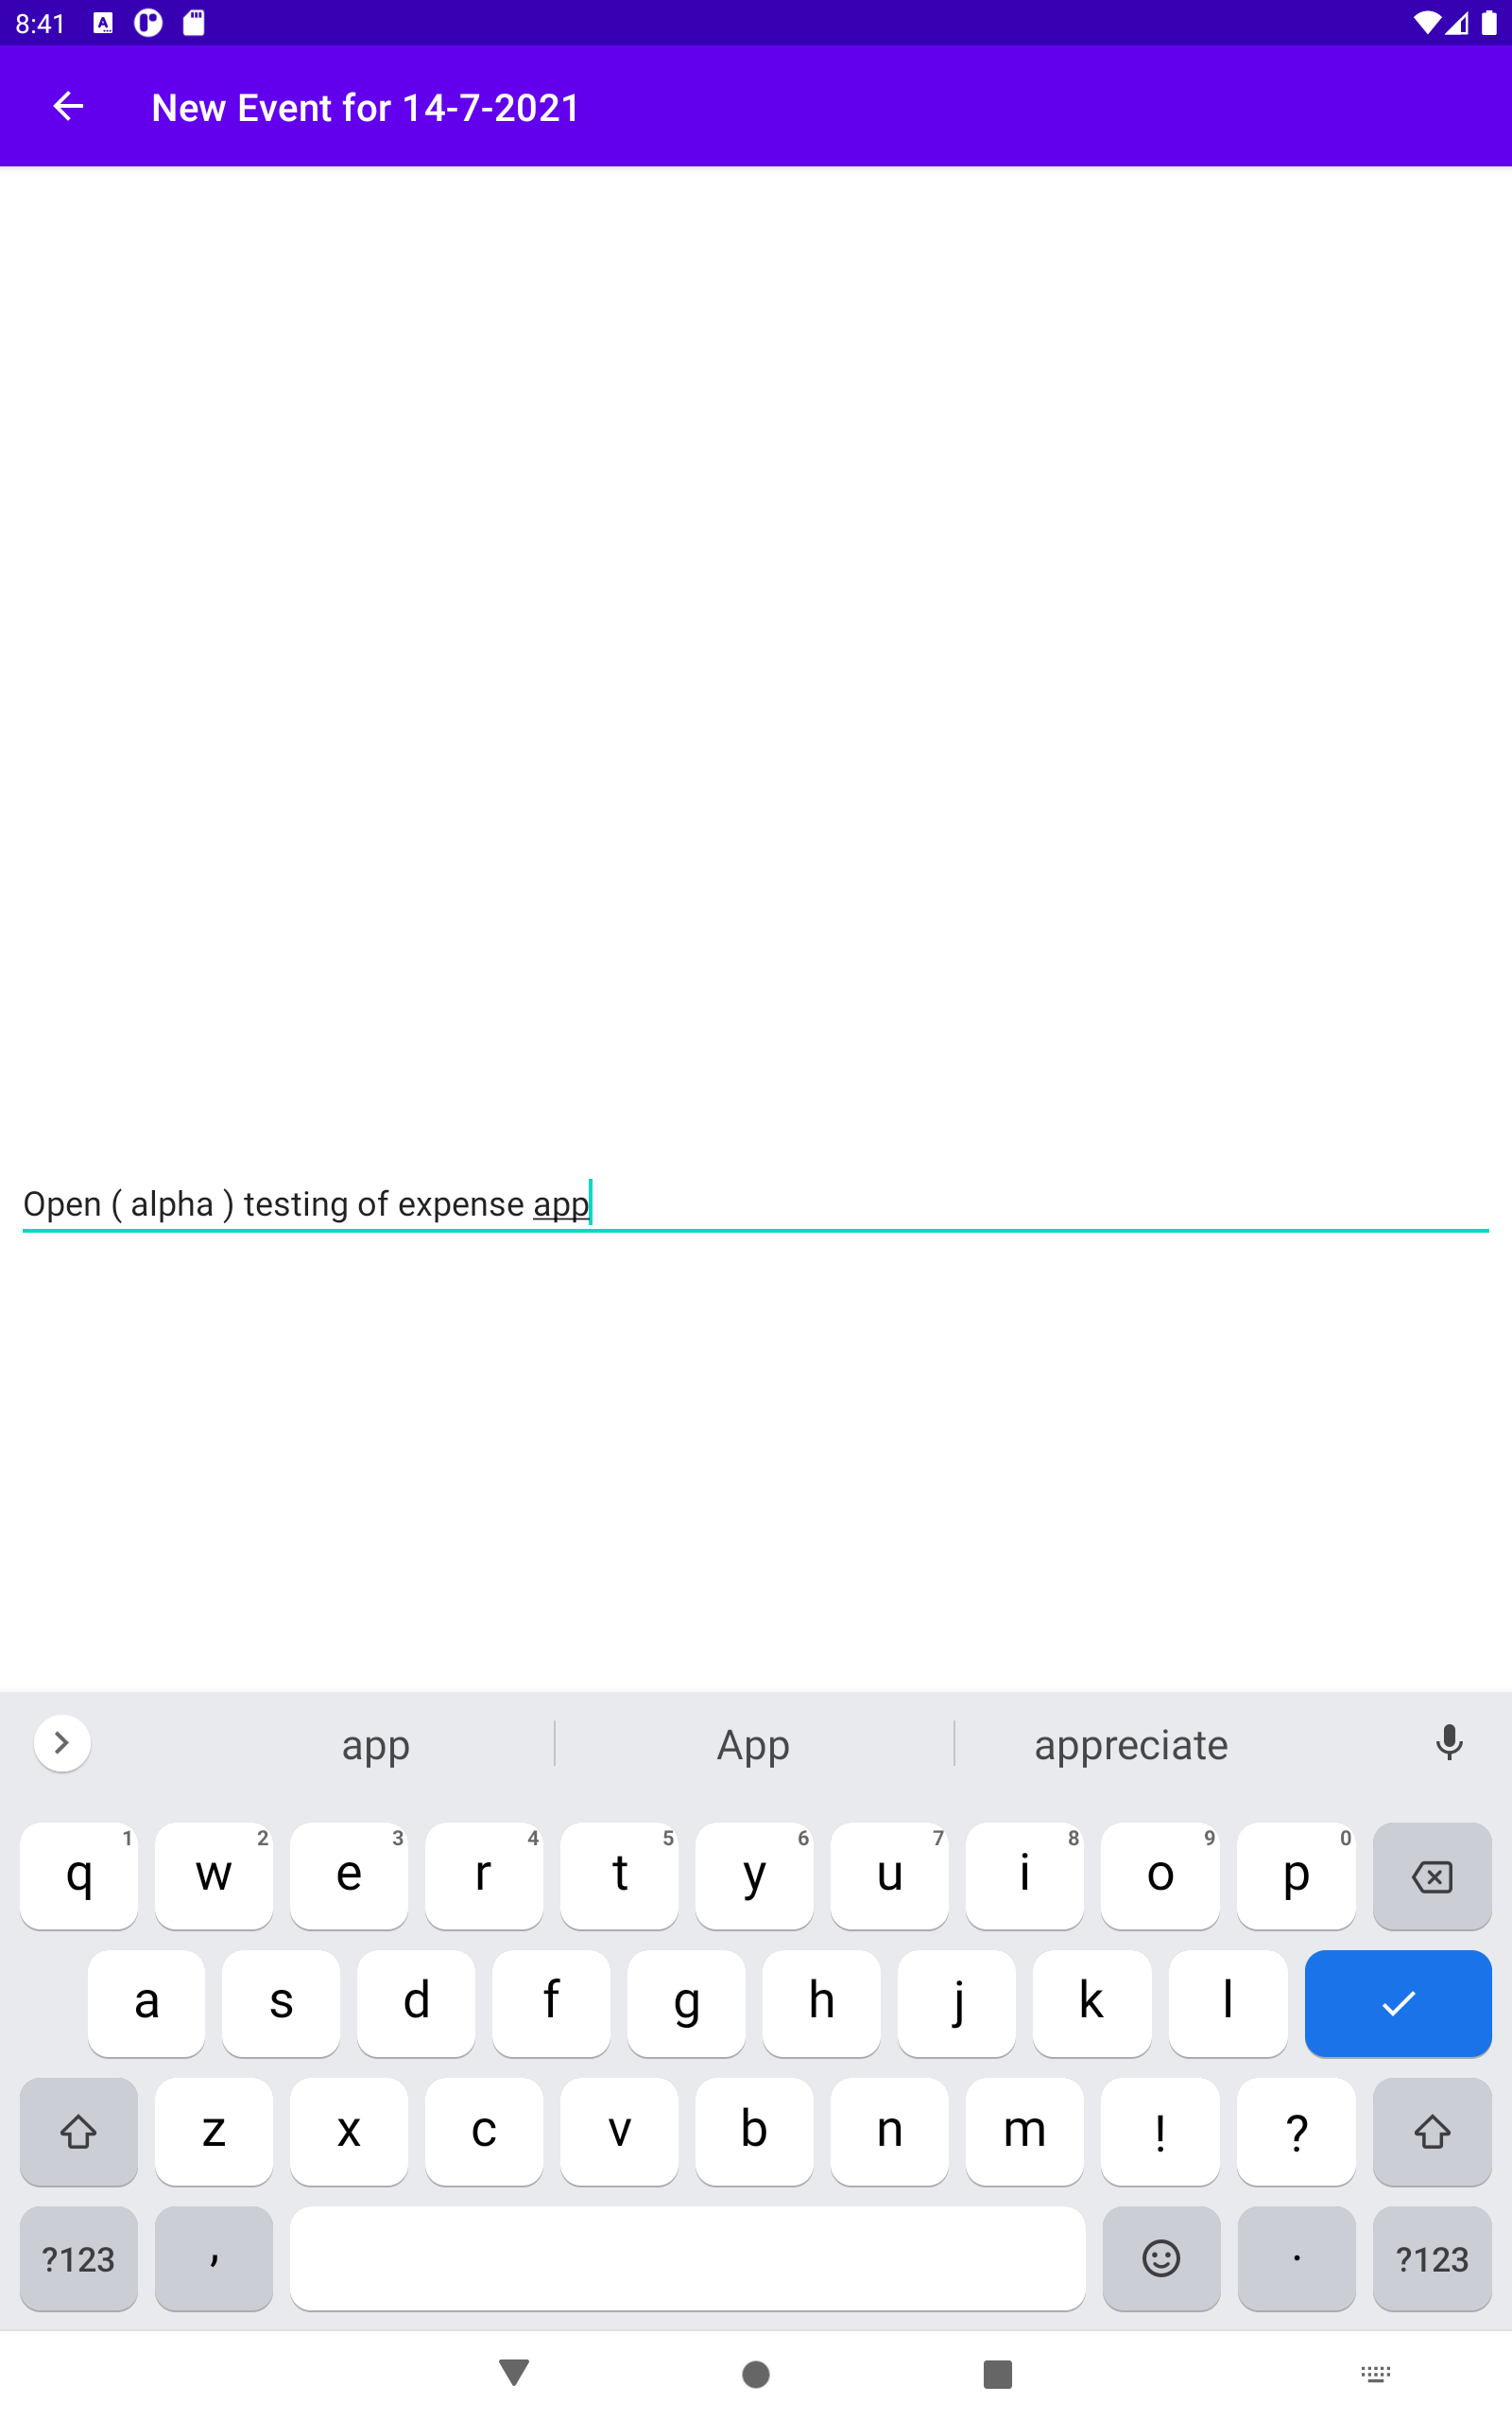 8:41
New Event for 14-7-2021
Open ( alpha ) testing of expense app
app App appreciate
q 1 w 2 e 3 r 4 t 5 y 6 u 7 i 8 o 9 p 0
a s d f g h j k l
z x c v b n m ! ?
?123 , . ?123